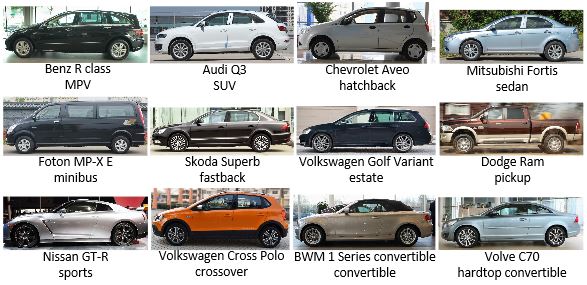 Benz R class
MPV
Audi Q3
SUV
Chevrolet Aveo
hatchback
Mitsubishi Fortis
sedan
Foton MP-X E
minibus
Skoda Superb
fastback
Volkswagen Golf Variant
estate
Dodge Ram
pickup
Nissan GT-R
sports
Volkswagen Cross Polo
crossover
BWM 1 Series convertible
convertible
Volve C70
hardtop convertible